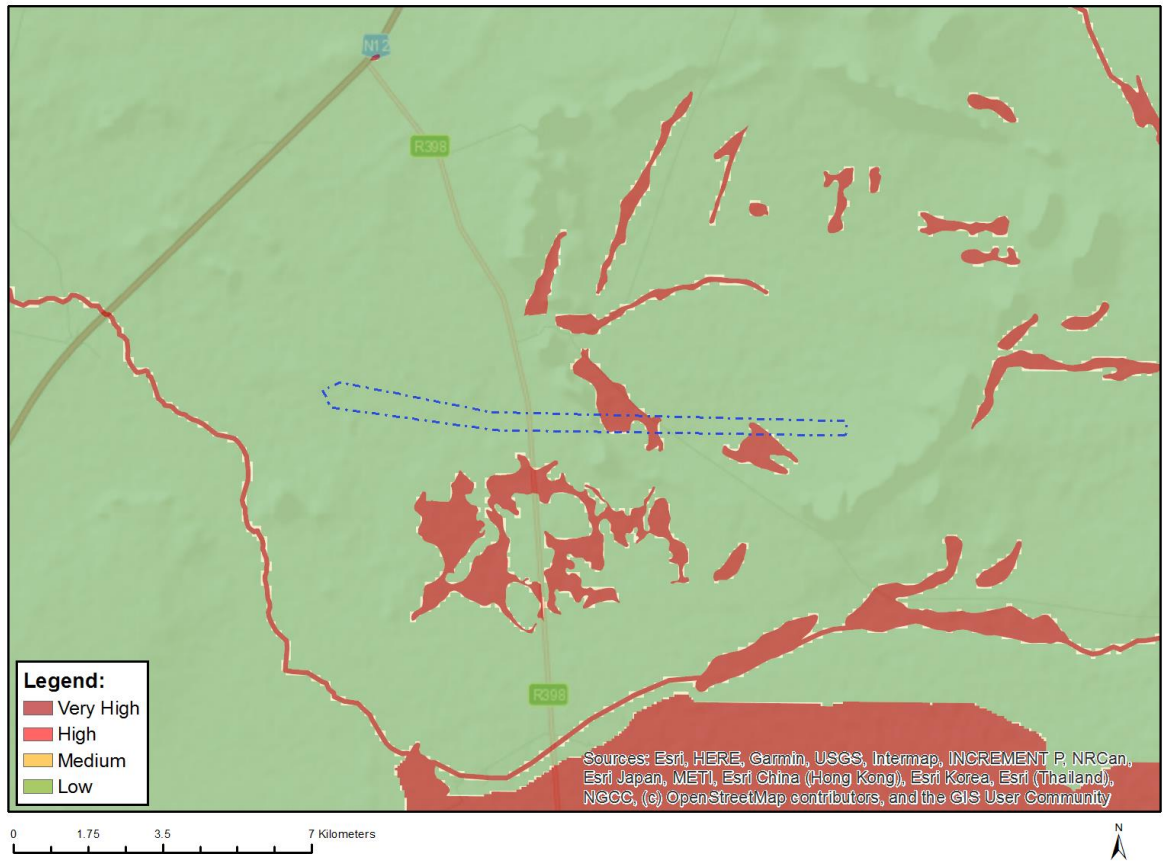 N12
R398
R398
Legend:
Very High
High
Medium
Low
Sources: Esri, HERE, Garmin, USGS, Intermap, INCREMENT P, NRCan,
Esri Japan, METI, Esri China (Hong Kong), Esri Korea, Esri (Thailand),
NGCC, (c) OpenStreetMap contributors, and the GIS User Community
0 1.75 3.5 7 Kilometers
N